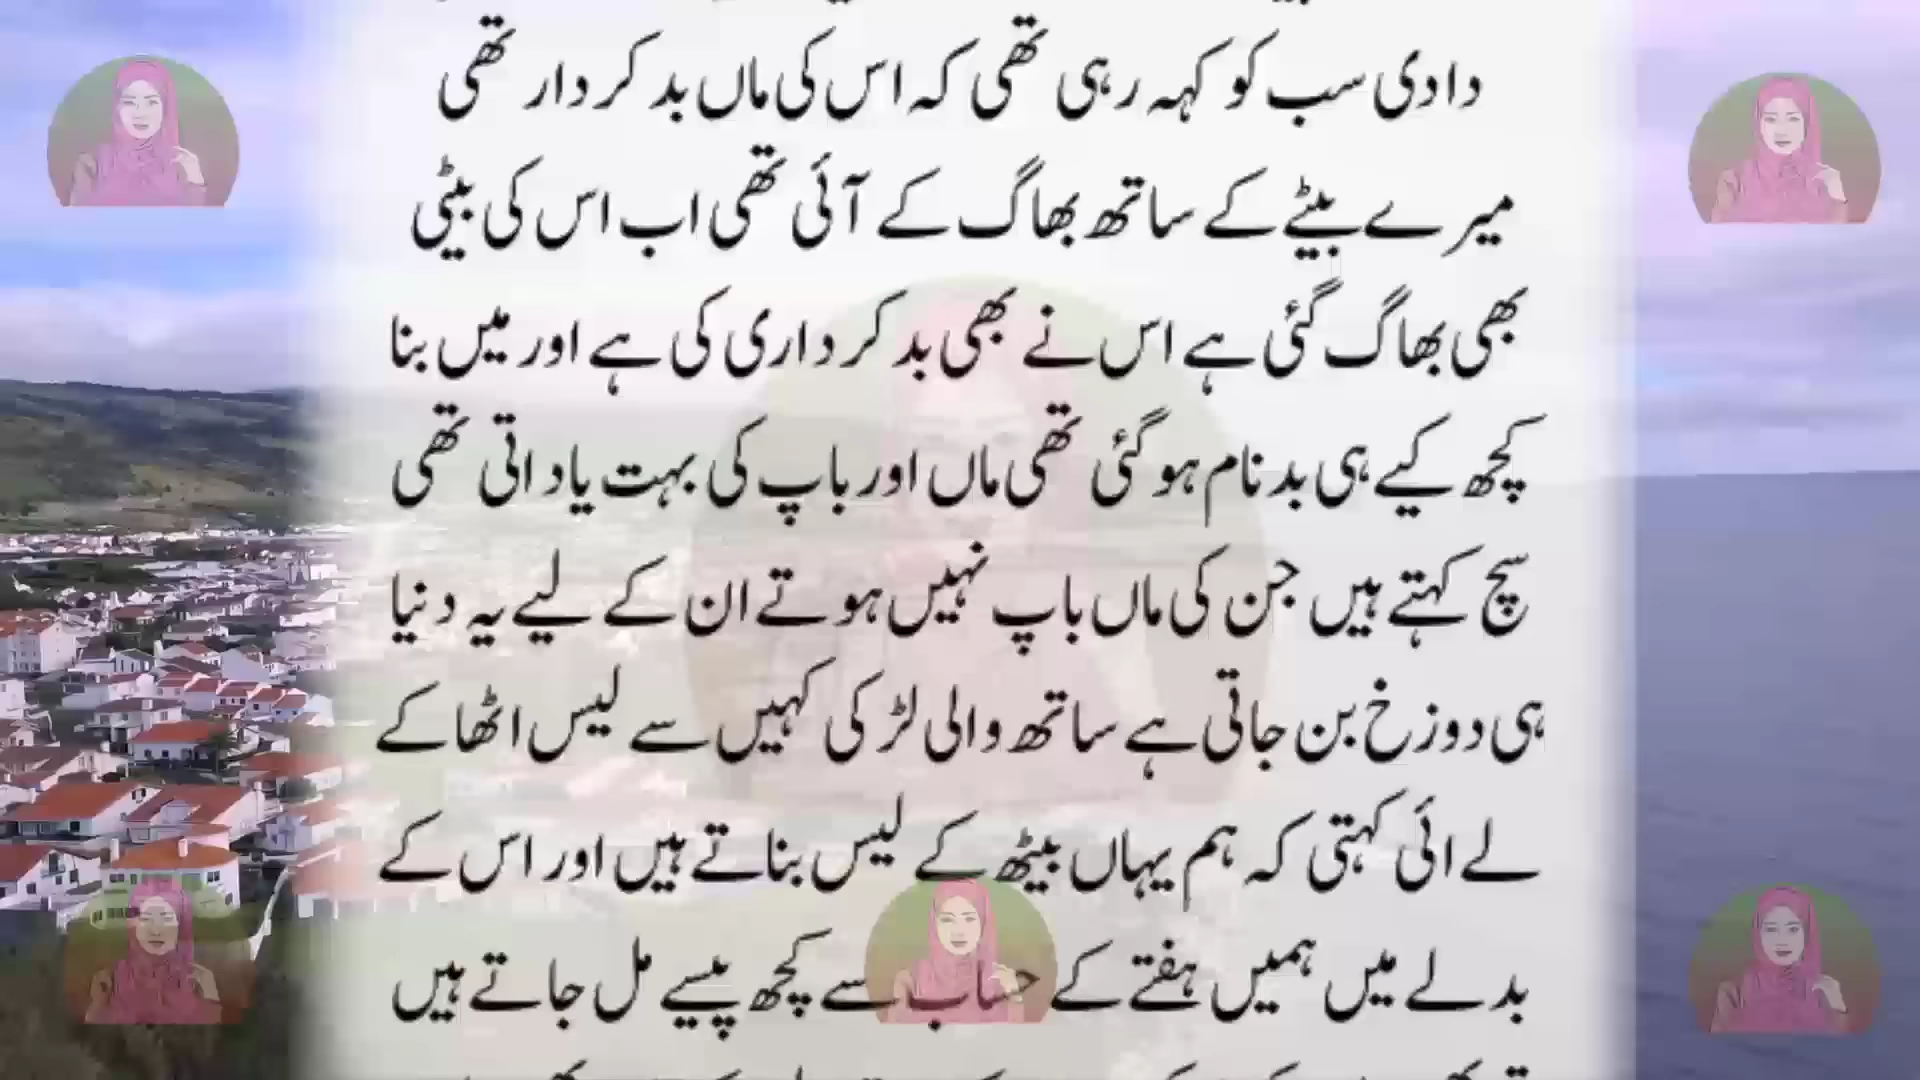 دادی سب کو کہہ رہی تھی کہ اس کی ماں بد کردار تھی
میرے بیٹے کے ساتھ بھاگ کے آئی تھی اب اس کی بیٹی
بھی بھاگ گئی ہے اس نے بھی بد کرداری کی ہے اور میں بنا
کچھ کیے ہی بدنام ہو گئی تھی ماں اور باپ کی بہت یاد اتی تھی
سچ کہتے ہیں جن کی ماں باپ نہیں ہوتے ان کے لیے یہ دنیا
ہی دوزخ بن جاتی ہے ساتھ والی لڑکی کہیں سے لیس اٹھا کے
لے ائی کہتی کہ ہم یہاں بیٹھ کے لیس بناتے ہیں اور اس کے
بدلے میں ہمیں ہفتے کے حساب سے کچھ پیسے مل جاتے ہیں